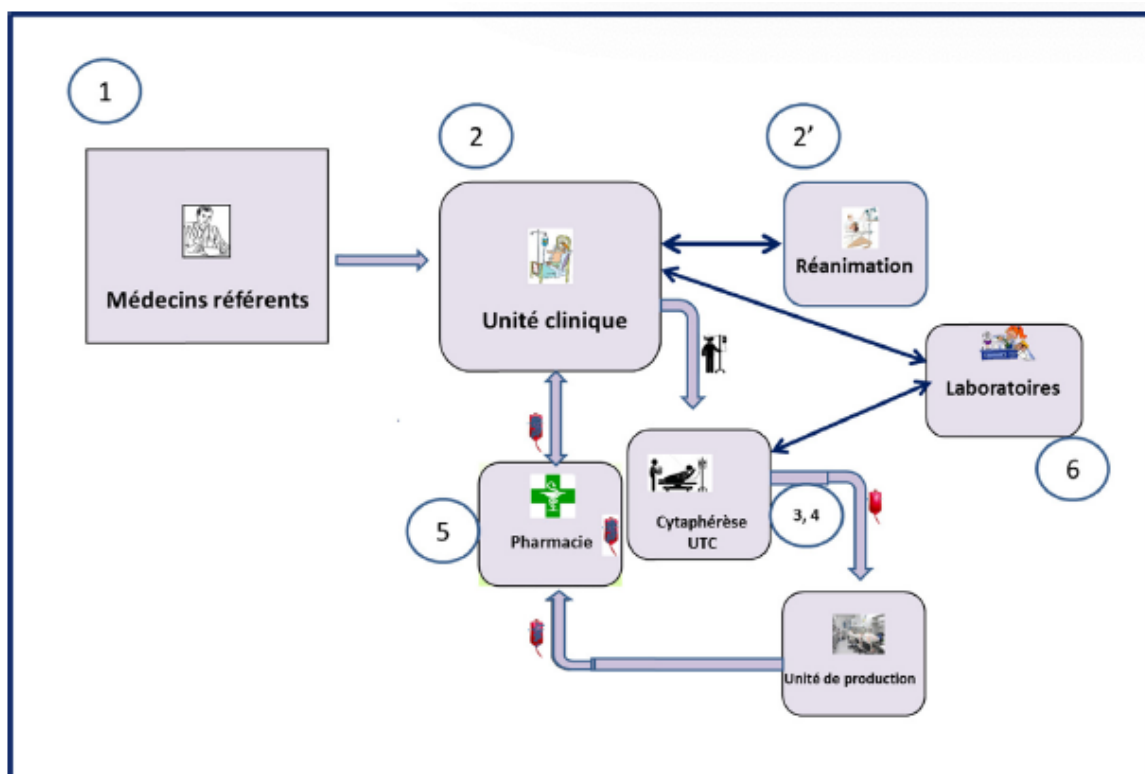 1
2
2’
Médecins référents
Unité clinique
Réanimation
Laboratoires
6
5
Pharmacie
Cytaphérèse
UTC
3, 4
Unité de production